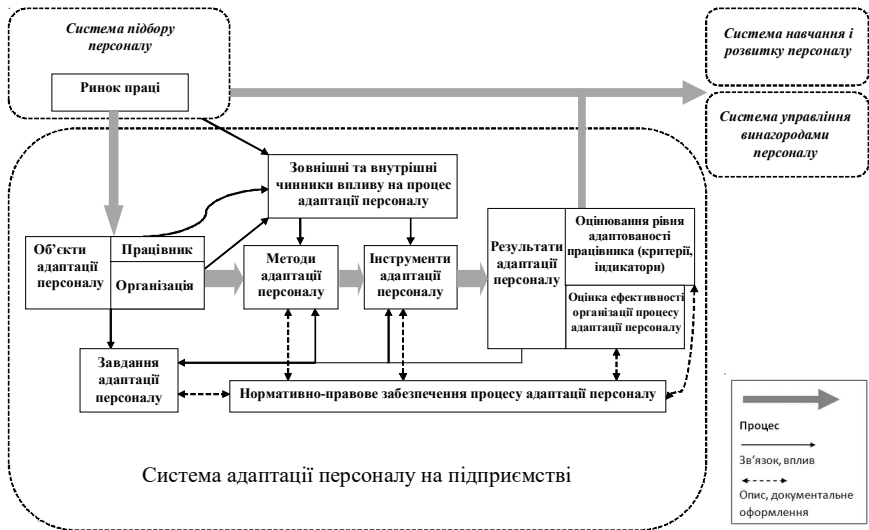 Система підбору
персоналу
Ринок праці
Система навчання і
розвитку персоналу
Система управління
винагородами
персоналу
Зовнішні та внутрішні
чинники впливу на процес
адаптації персоналу
Об’єкти
адаптації
персоналу
Працівник
Організація
Методи
адаптації
персоналу
Інструменти
адаптації
персоналу
Результати
адаптації
персоналу
Оцінювання рівня
адаптованості
працівника (критерії,
індикатори)
Оцінка ефективності
організації процесу
адаптації персоналу
Завдання
адаптації
персоналу
Нормативно-правове забезпечення процесу адаптації персоналу
Система адаптації персоналу на підприємстві
Процес
Зв’язок, вплив
Опис, документальне
оформлення